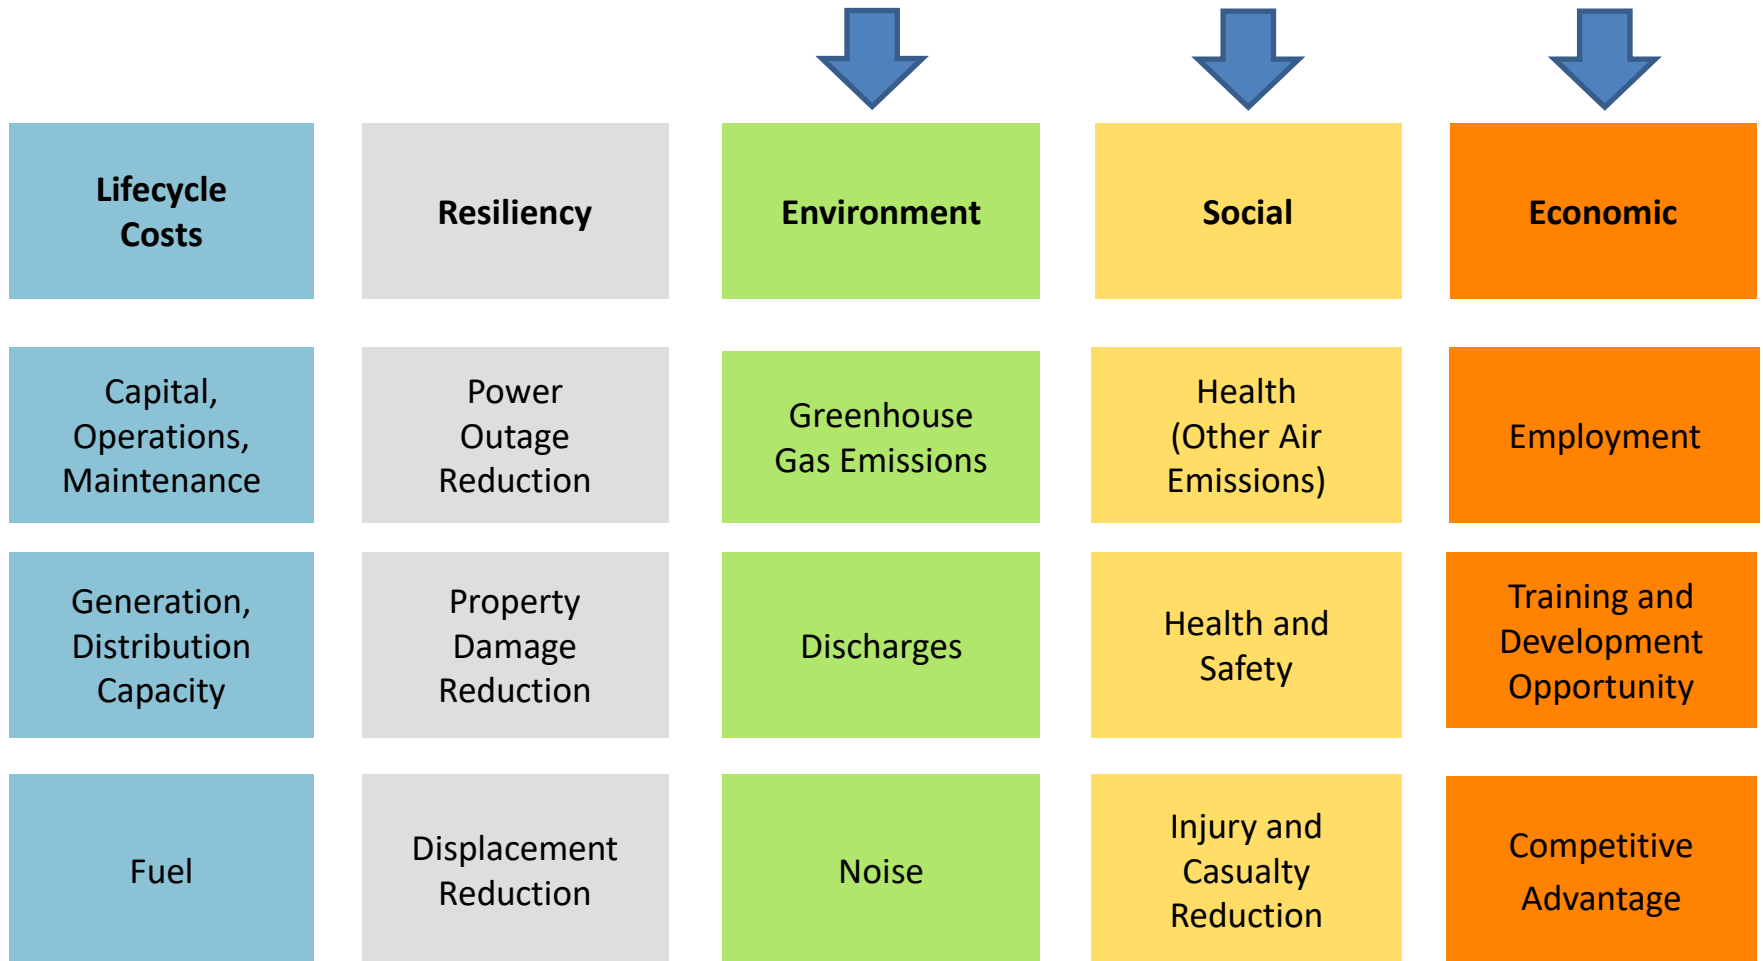 Lifecycle
Costs
Resiliency
Environment
Social
Economic
Capital,
Operations,
Maintenance
Power
Outage
Reduction
Greenhouse
Gas Emissions
Health
(Other Air
Emissions)
Employment
Generation,
Distribution
Capacity
Property
Damage
Reduction
Discharges
Health and
Safety
Training and
Development
Opportunity
Fuel
Displacement
Reduction
Noise
Injury and
Casualty
Reduction
Competitive
Advantage